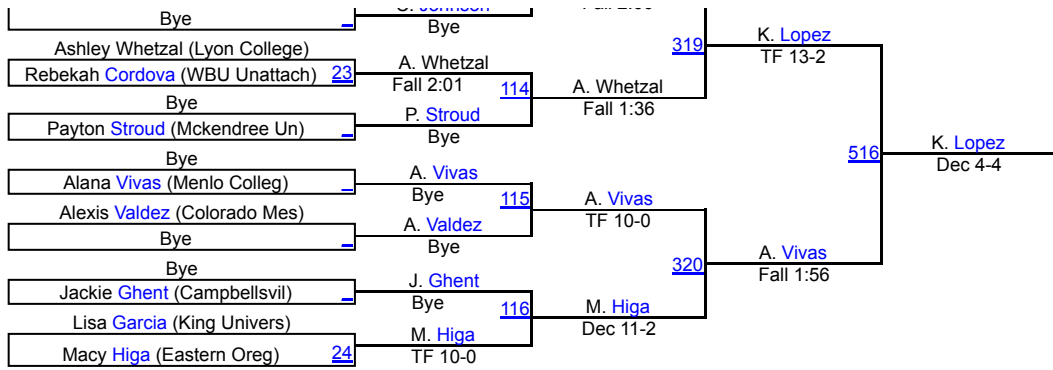 Bye
Bye
Ashley Whetzal (Lyon College)
Rebekah Cordova (WBU Unattach) 23
Bye
Payton Stroud (Mckendree Un)
Bye
Alana Vivas (Menlo Colleg)
Alexis Valdez (Colorado Mes)
Bye
Bye
Jackie Ghent (Campbellsvil)
Lisa Garcia (King Univers)
Macy Higa (Eastern Oreg) 24
A. Whetzal
Fall 2:01
114
P. Stroud
Bye
A. Vivas
Bye
115
A. Valdez
Bye
J. Ghent
Bye
116
M. Higa
TF 10-0
319
A. Whetzal
Fall 1:36
A. Vivas
TF 10-0
320
M. Higa
Dec 11-2
K. Lopez
TF 13-2
516
A. Vivas
Fall 1:56
K. Lopez
Dec 4-4